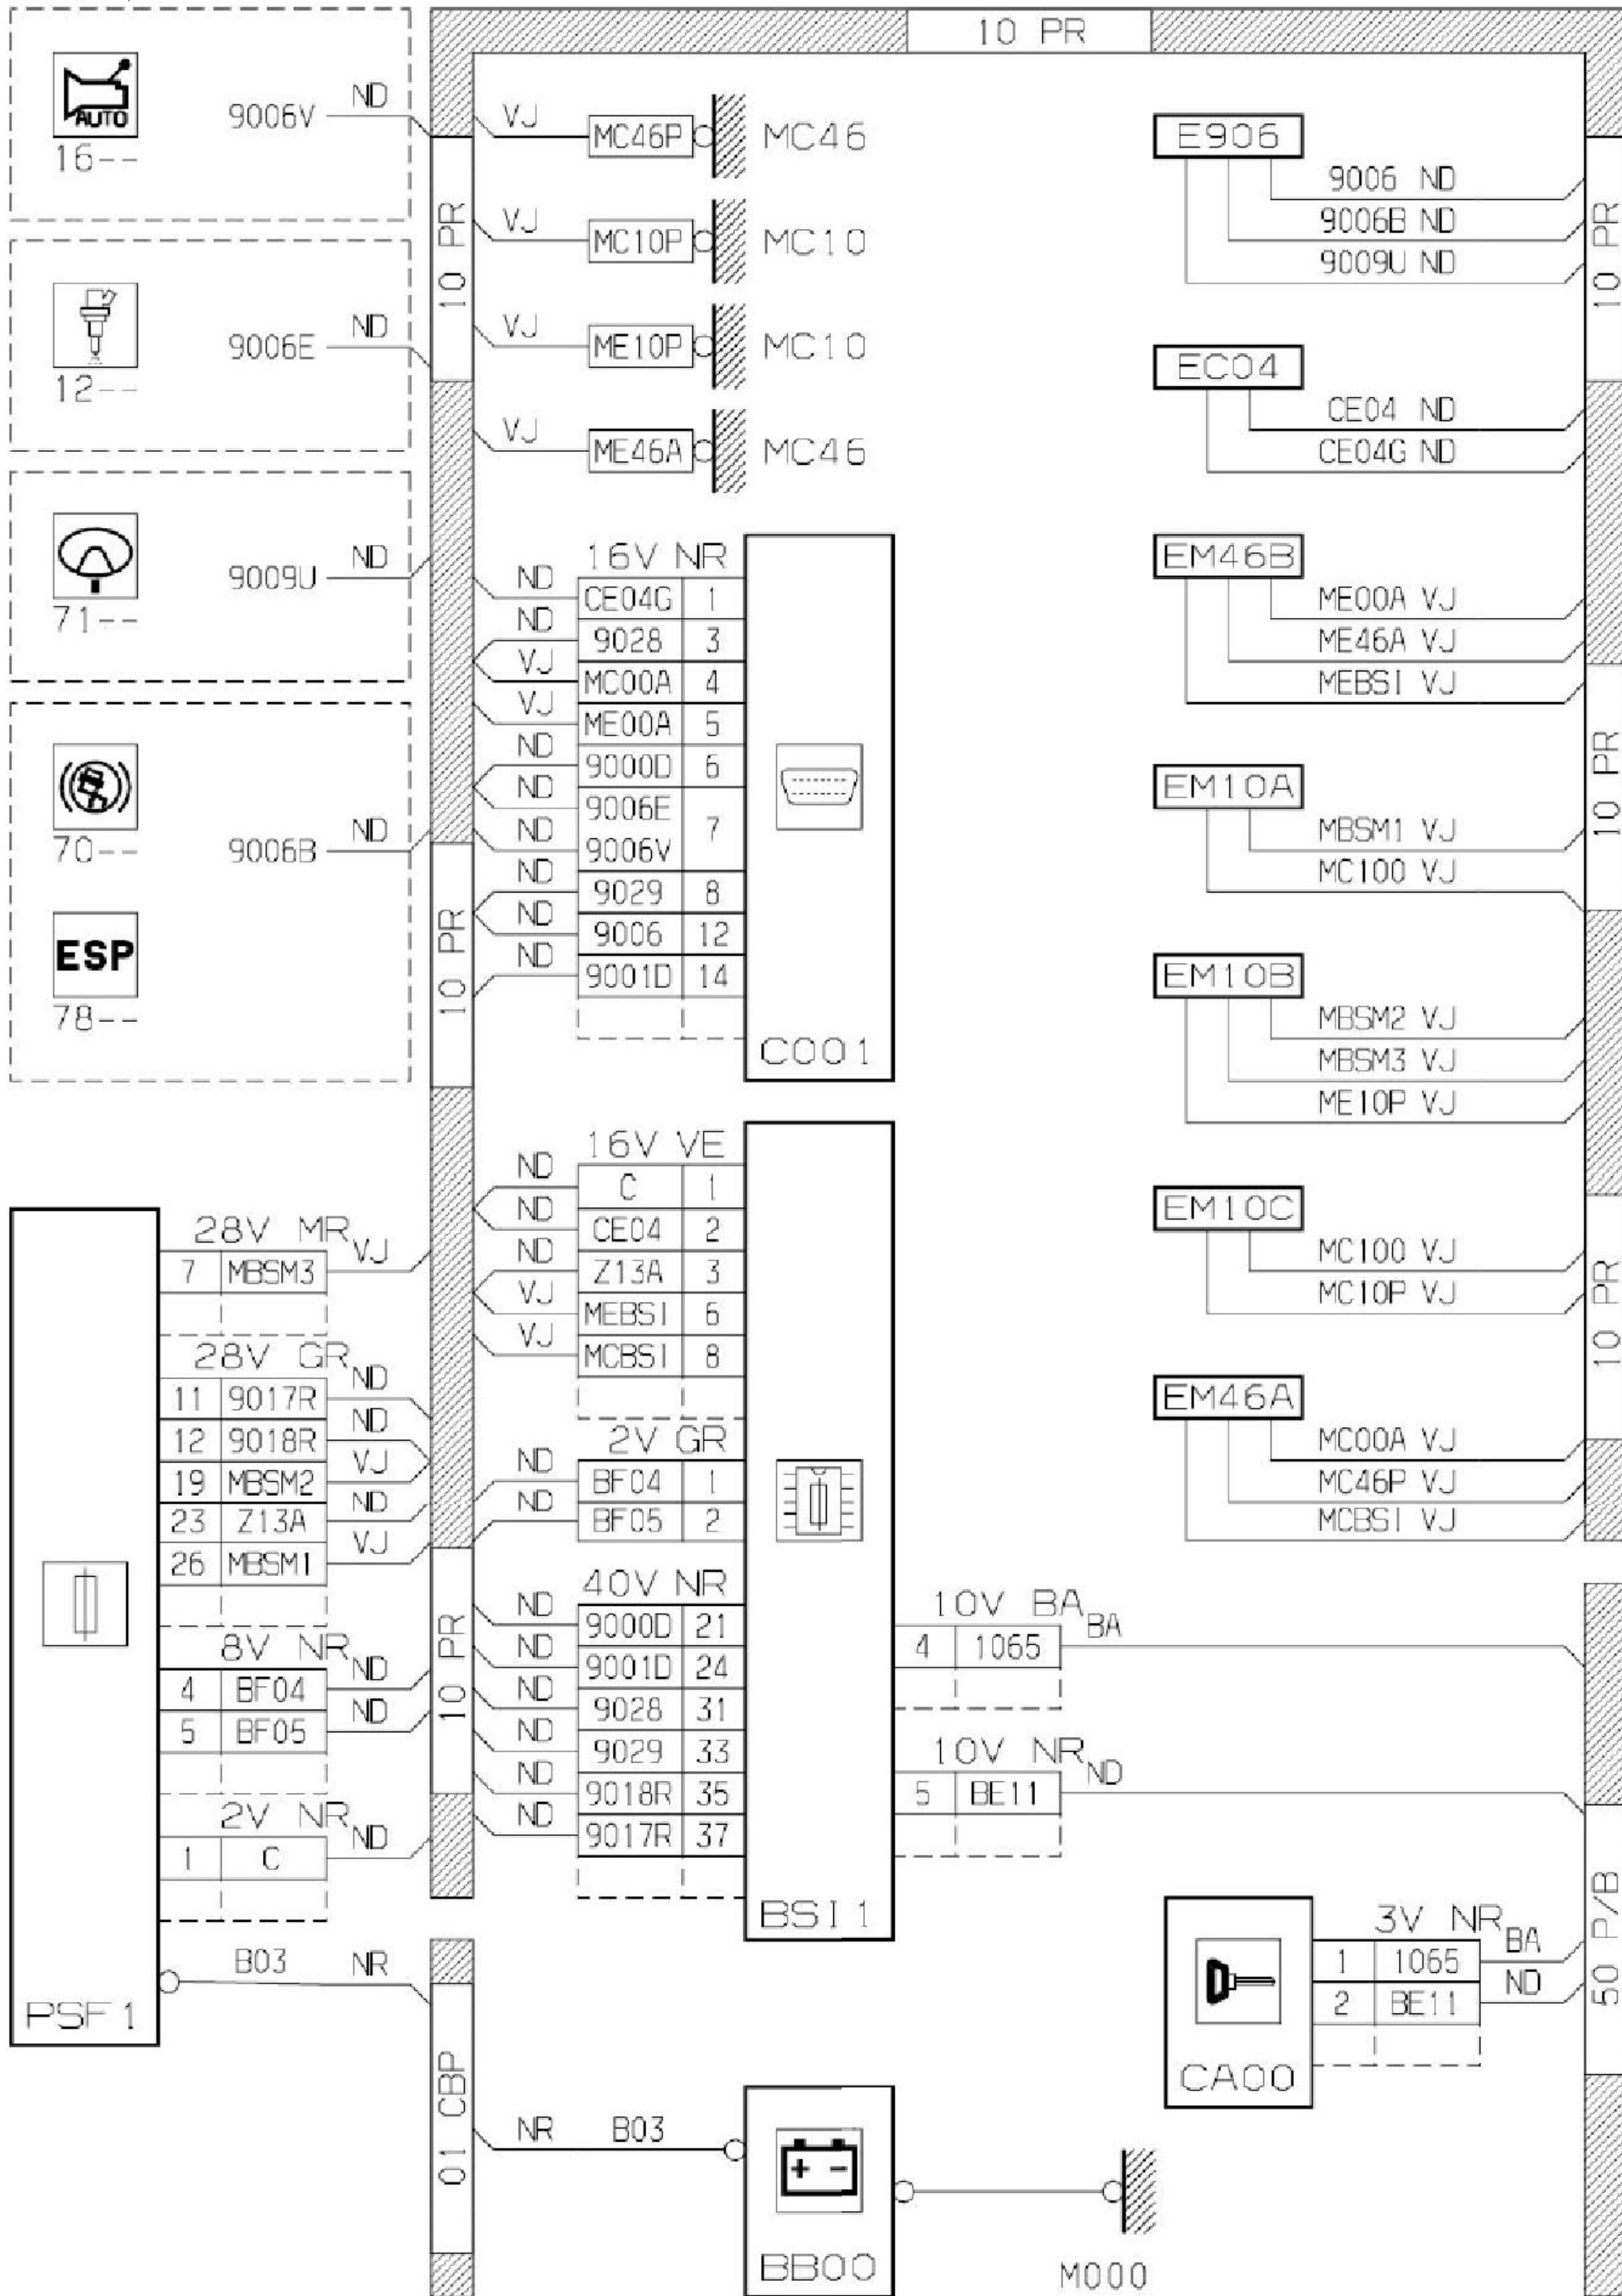 10 PR
AUTO
16--
9006V ND
12--
9006E ND
71--
9009U ND
70--
9006B ND
ESP
78--
10 PR
10 PR
VJ MC46P MC46
VJ MC10P MC10
VJ ME10P MC10
VJ ME46A MC46
16V NR
ND CE04G 1
ND 9028 3
VJ MC00A 4
VJ ME00A 5
ND 9000D 6
ND 9006E 7
ND 9006V
ND 9029 8
ND 9006 12
ND 9001D 14
C001
E906
9006 ND
9006B ND
9009U ND
EC04
CE04 ND
CE04G ND
EM46B
ME00A VJ
ME46A VJ
MEBSI VJ
EM10A
MBSM1 VJ
MC100 VJ
EM10B
MBSM2 VJ
MBSM3 VJ
ME10P VJ
EM10C
MC100 VJ
MC10P VJ
EM46A
MC00A VJ
MC46P VJ
MCBSI VJ
10 PR
10 PR
10 PR
28V MR
7 MBSM3 VJ
28V GR
11 9017R ND
12 9018R ND
19 MBSM2 VJ
23 Z13A ND
26 MBSM1 VJ
8V NR
4 BF04 ND
5 BF05 ND
2V NR
1 C ND
B03 NR
PSF1
10 PR
16V VE
ND C 1
ND CE04 2
ND Z13A 3
VJ MEBSI 6
VJ MCBSI 8
2V GR
ND BF04 1
ND BF05 2
40V NR
ND 9000D 21
ND 9001D 24
ND 9028 31
ND 9029 33
ND 9018R 35
ND 9017R 37
BSI1
10V BA
4 1065 BA
10V NR
5 BE11 ND
3V NR
1 1065 BA
2 BE11 ND
CA00
50 P/B
01 CBP
NR B03
+ -
BB00
M000